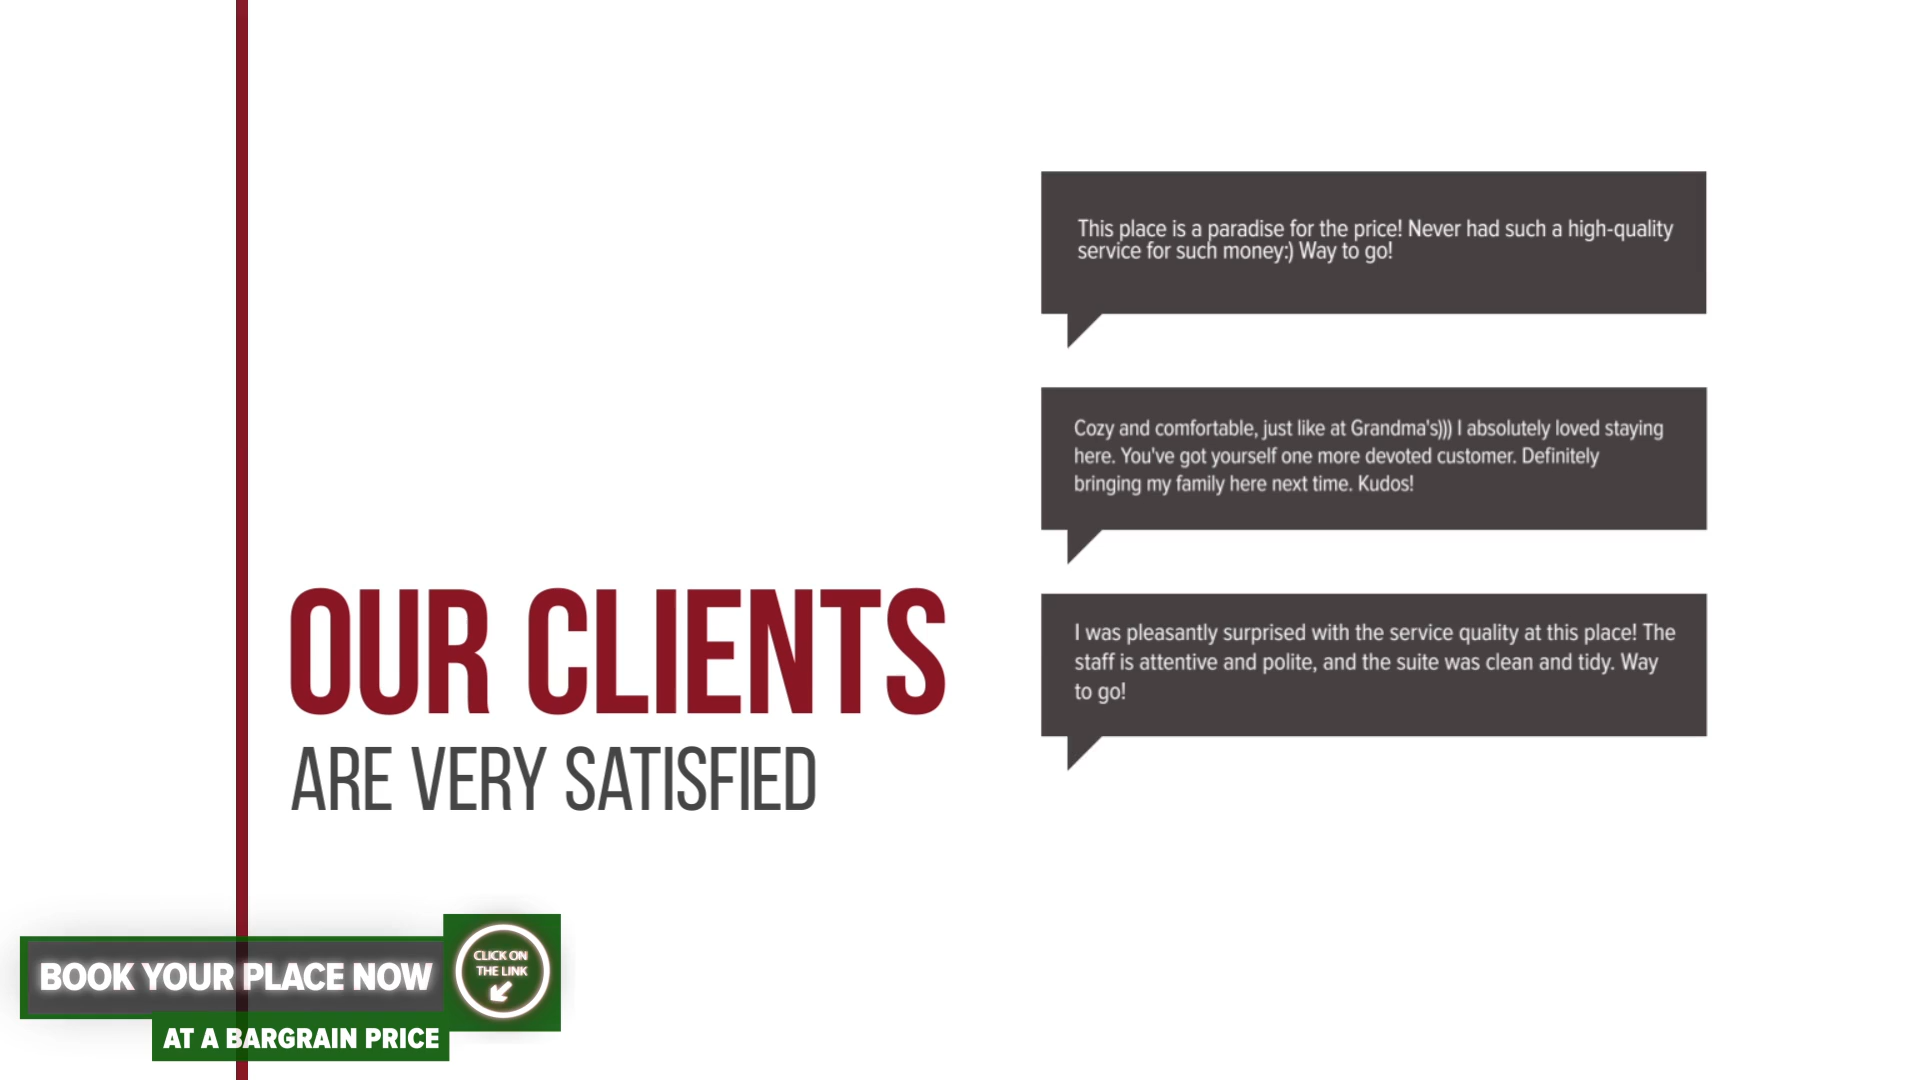 This place is a paradise for the price! Never had such a high-quality
service for such money:) Way to go!
Cozy and comfortable, just like at Grandma's))) I absolutely loved staying
here. You've got yourself one more devoted customer. Definitely
bringing my family here next time. Kudos!
I was pleasantly surprised with the service quality at this place! The
staff is attentive and polite, and the suite was clean and tidy. Way
to go!
OUR CLIENTS
ARE VERY SATISFIED
BOOK YOUR PLACE NOW
CLICK ON
THE LINK
AT A BARGRAIN PRICE